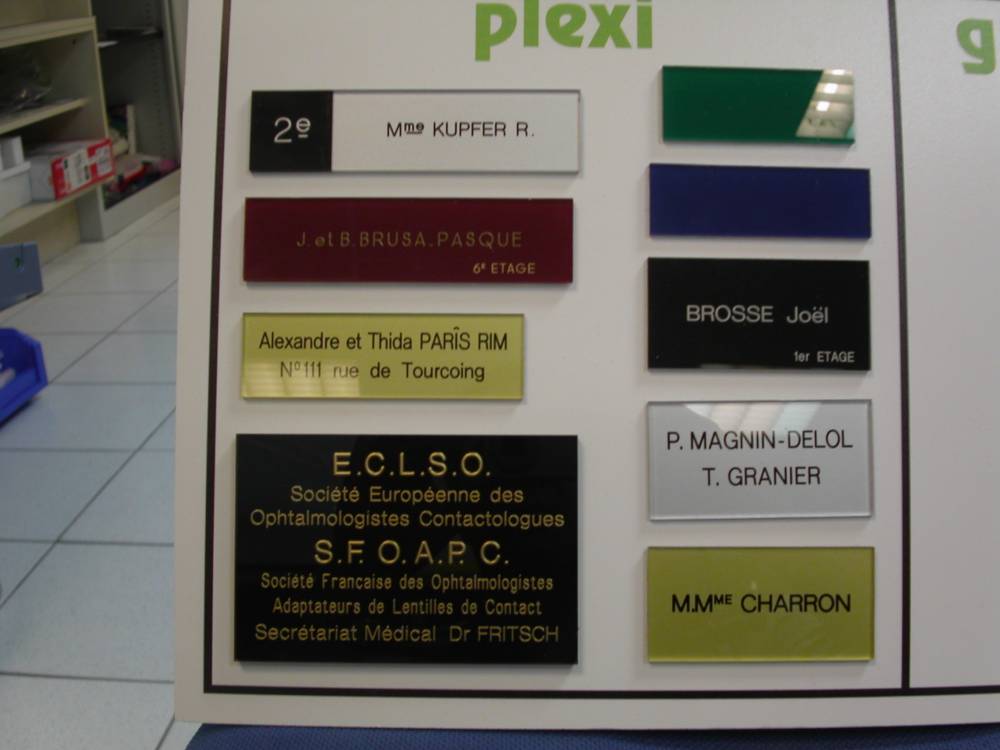 plexi
g
2e
Mme KUPFER R.
J. et B. BRUSA.PASQUE
6E ETAGE
Alexandre et Thida PARÎS RIM
No 111 rue de Tourcoing
E.C.L.S.O.
Société Européenne des
Ophtalmologistes Contactologues
S.F.O.A.P.C.
Société Francaise des Ophtalmologistes
Adaptateurs de Lentilles de Contact
Secrétariat Médical Dr FRITSCH
BROSSE Joël
1er ETAGE
P. MAGNIN-DELOL
T. GRANIER
M.MME CHARRON